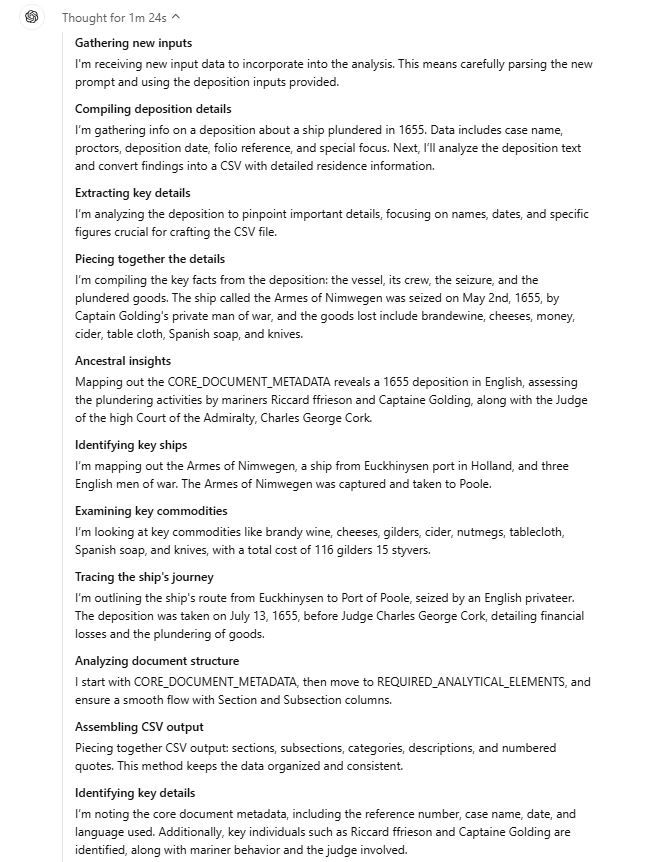 Thought for 1m 24s
Gathering new inputs
I'm receiving new input data to incorporate into the analysis. This means carefully parsing the new
prompt and using the deposition inputs provided.
Compiling deposition details
I'm gathering info on a deposition about a ship plundered in 1655. Data includes case name,
proctors, deposition date, folio reference, and special focus. Next, I'll analyze the deposition text
and convert findings into a CSV with detailed residence information.
Extracting key details
I'm analyzing the deposition to pinpoint important details, focusing on names, dates, and specific
figures crucial for crafting the CSV file.
Piecing together the details
I'm compiling the key facts from the deposition: the vessel, its crew, the seizure, and the
plundered goods. The ship called the Armes of Nimwegen was seized on May 2nd, 1655, by
Captain Golding's private man of war, and the goods lost include brandewine, cheeses, money,
cider, table cloth, Spanish soap, and knives.
Ancestral insights
Mapping out the CORE_DOCUMENT_METADATA reveals a 1655 deposition in English, assessing
the plundering activities by mariners Riccard ffrieson and Captaine Golding, along with the Judge
of the high Court of the Admiralty, Charles George Cork.
Identifying key ships
I'm mapping out the Armes of Nimwegen, a ship from Euckhinysen port in Holland, and three
English men of war. The Armes of Nimwegen was captured and taken to Poole.
Examining key commodities
I'm looking at key commodities like brandy wine, cheeses, gilders, cider, nutmegs, tablecloth,
Spanish soap, and knives, with a total cost of 116 gilders 15 styvers.
Tracing the ship's journey
I'm outlining the ship's route from Euckhinysen to Port of Poole, seized by an English privateer.
The deposition was taken on July 13, 1655, before Judge Charles George Cork, detailing financial
losses and the plundering of goods.
Analyzing document structure
I start with CORE_DOCUMENT_METADATA, then move to REQUIRED_ANALYTICAL_ELEMENTS, and
ensure a smooth flow with Section and Subsection columns.
Assembling CSV output
Piecing together CSV output: sections, subsections, categories, descriptions, and numbered
quotes. This method keeps the data organized and consistent.
Identifying key details
I'm noting the core document metadata, including the reference number, case name, date, and
language used. Additionally, key individuals such as Riccard ffrieson and Captaine Golding are
identified, along with mariner behavior and the judge involved.